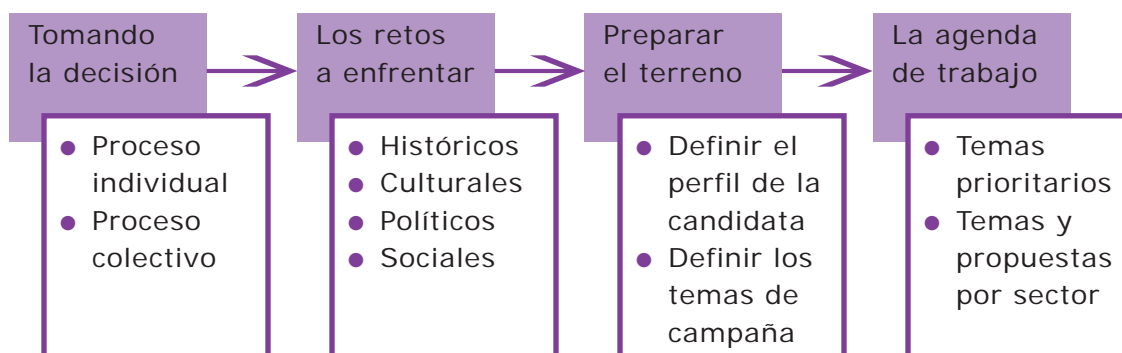 Tomando
la decisión
● Proceso
individual
● Proceso
colectivo
Los retos
a enfrentar
● Históricos
● Culturales
● Políticos
● Sociales
Preparar
el terreno
● Definir el
perfil de la
candidata
● Definir los
temas de
campaña
La agenda
de trabajo
● Temas
prioritarios
● Temas y
propuestas
por sector